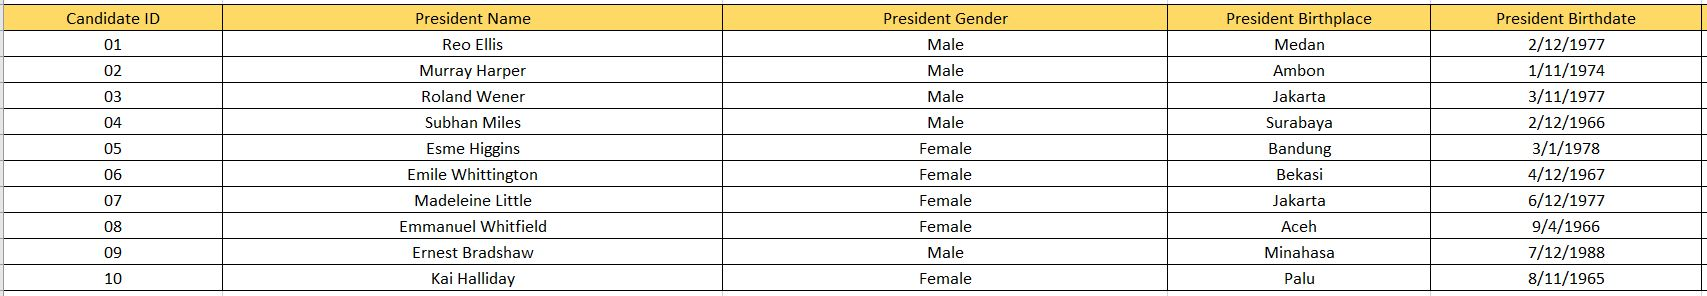 Candidate ID President Name President Gender President Birthplace President Birthdate
01 Reo Ellis Male Medan 2/12/1977
02 Murray Harper Male Ambon 1/11/1974
03 Roland Wener Male Jakarta 3/11/1977
04 Subhan Miles Male Surabaya 2/12/1966
05 Esme Higgins Female Bandung 3/1/1978
06 Emile Whittington Female Bekasi 4/12/1967
07 Madeleine Little Female Jakarta 6/12/1977
08 Emmanuel Whitfield Female Aceh 9/4/1966
09 Ernest Bradshaw Male Minahasa 7/12/1988
10 Kai Halliday Female Palu 8/11/1965